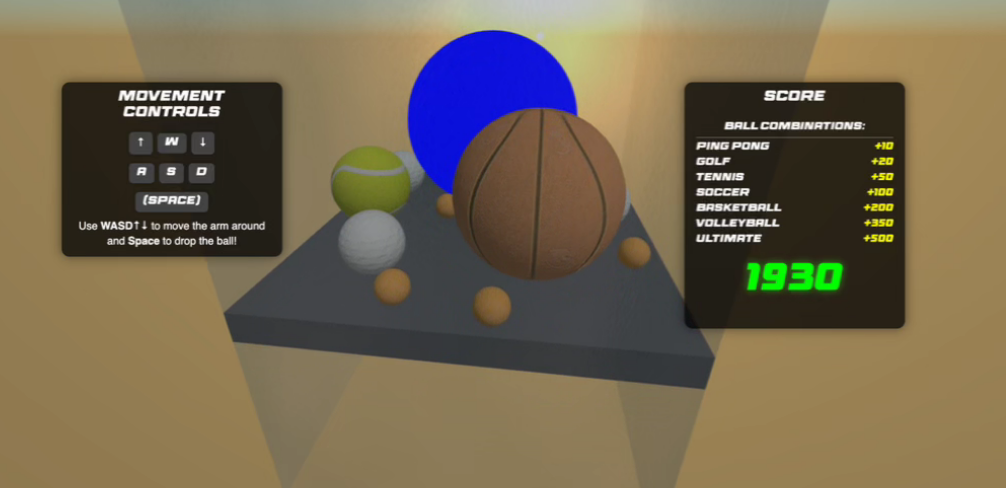 MOVEMENT
CONTROLS
↑ W ↓
A S D
(SPACE)
Use WASD↑↓ to move the arm around
and Space to drop the ball!
SCORE
BALL COMBINATIONS:
PING PONG +10
GOLF +20
TENNIS +50
SOCCER +100
BASKETBALL +200
VOLLEYBALL +350
ULTIMATE +500
1930